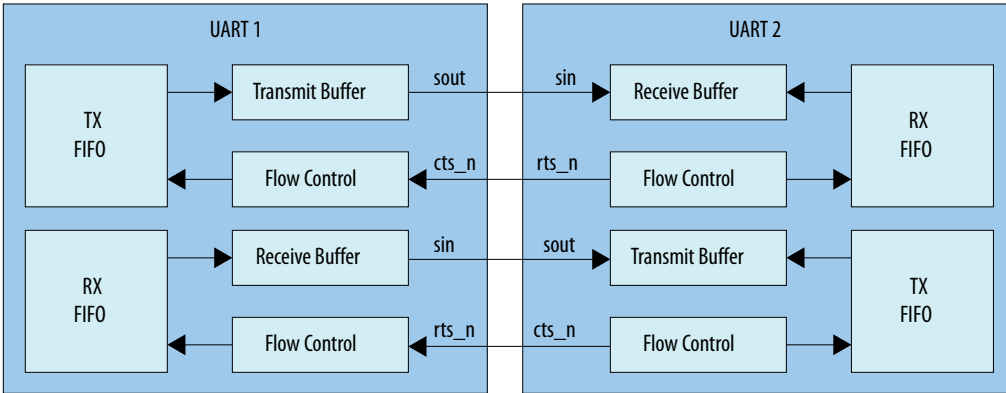 UART 1
UART 2
TX
FIFO
Transmit Buffer
sout
sin
Receive Buffer
RX
FIFO
Flow Control
cts_n
rts_n
Flow Control
RX
FIFO
Receive Buffer
sin
sout
Transmit Buffer
TX
FIFO
Flow Control
rts_n
cts_n
Flow Control